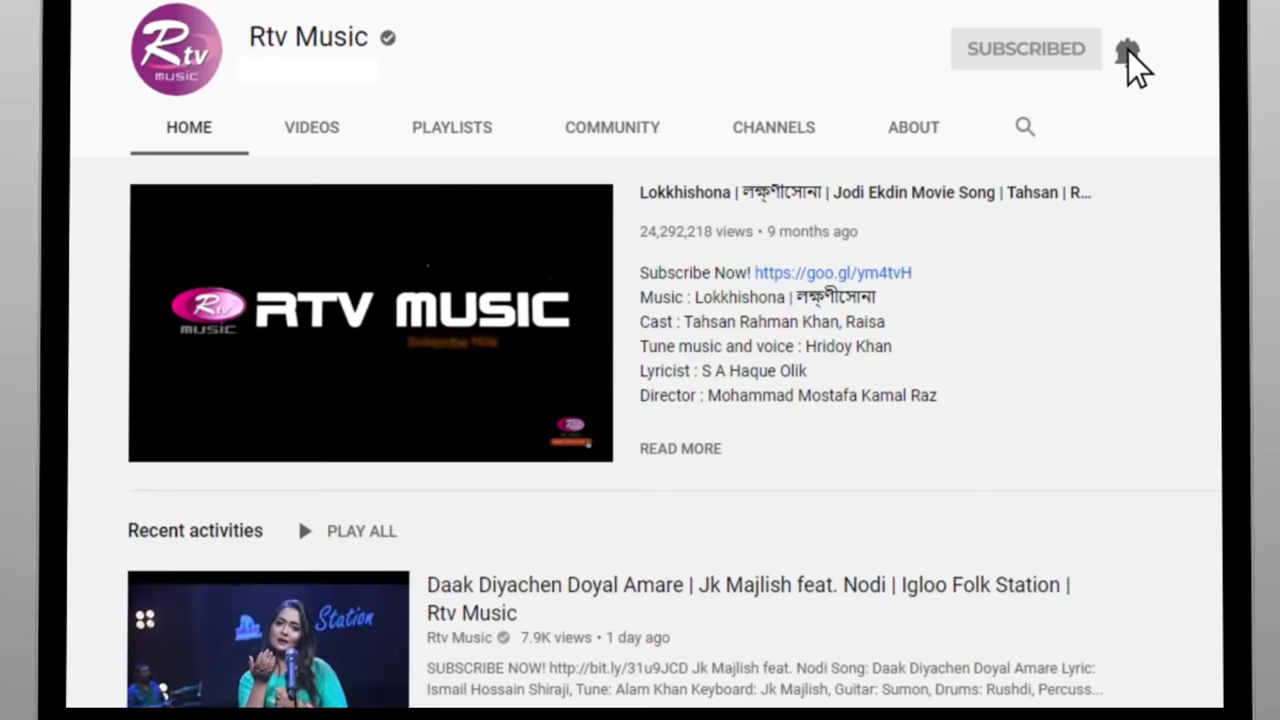 Rtv
MUSIC
Rtv Music
SUBSCRIBED
HOME VIDEOS PLAYLISTS COMMUNITY CHANNELS ABOUT
Rtv
MUSIC
RTV MUSIC
Rtv
Lokkhishona | লক্ষ্ণীসোনা | Jodi Ekdin Movie Song | Tahsan | R...
24,292,218 views • 9 months ago
Subscribe Now! https://goo.gl/ym4tvH
Music : Lokkhishona | লক্ষ্ণীসোনা
Cast : Tahsan Rahman Khan, Raisa
Tune music and voice : Hridoy Khan
Lyricist : S A Haque Olik
Director : Mohammad Mostafa Kamal Raz
READ MORE
Recent activities PLAY ALL
Station
Daak Diyachen Doyal Amare | Jk Majlish feat. Nodi | Igloo Folk Station |
Rtv Music
Rtv Music 7.9K views • 1 day ago
SUBSCRIBE NOW! http://bit.ly/31u9JCD Jk Majlish feat. Nodi Song: Daak Diyachen Doyal Amare Lyric:
Ismail Hossain Shiraji, Tune: Alam Khan Keyboard: Jk Majlish, Guitar: Sumon, Drums: Rushdi, Percuss...